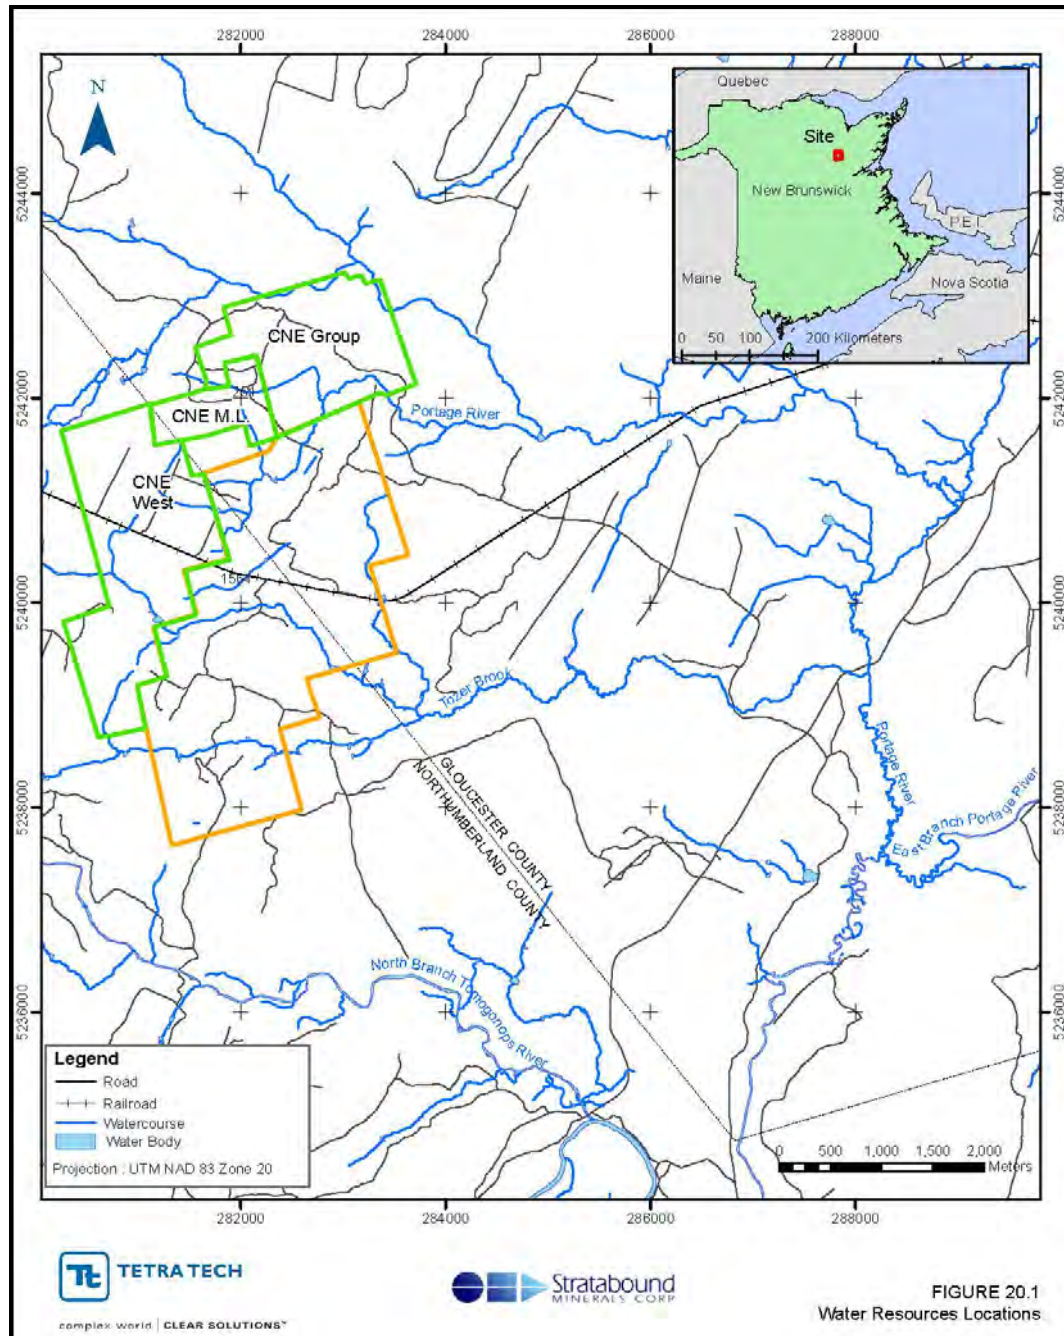 282000 284000 286000 288000
N
Quebec
Site
New Brunswick
P.E.I.
Maine
Nova Scotia
0 50 100 200 Kilometers
5244000
5244000
CNE Group
5242000
5242000
CNE M.L.
Portage River
CNE
West
5240000
5240000
Tozer Brook
Portage River
GLOUCESTER COUNTY
NORTHUMBERLAND COUNTY
5238000
5238000
East Branch Portage River
North Branch Tomogonops River
5236000
5236000
Legend
Road
Railroad
Watercourse
Water Body
Projection : UTM NAD 83 Zone 20
0 500 1,000 1,500 2,000
Meters
282000 284000 286000 288000
Tt TETRA TECH
complex world | CLEAR SOLUTIONS™
Stratabound
MINERALS CORP
FIGURE 20.1
Water Resources Locations